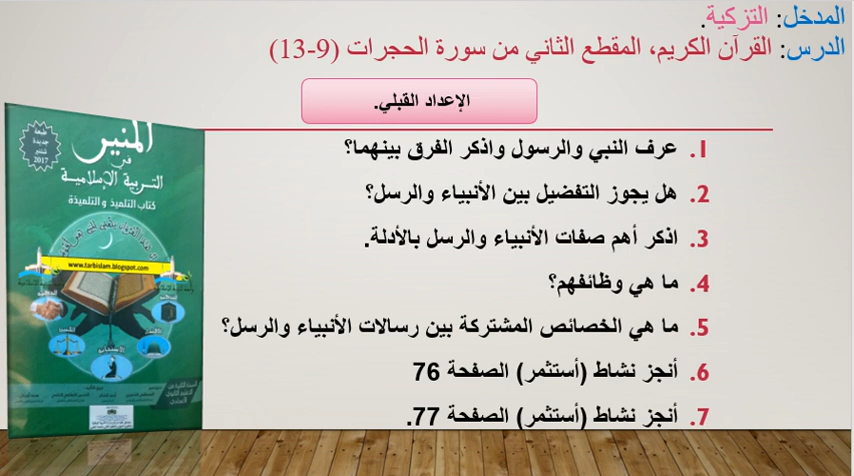 المدخل: التزكية.
الدرس: القرآن الكريم، المقطع الثاني من سورة الحجرات (9-13)
الإعداد القبلي.
1. عرف النبي والرسول واذكر الفرق بينهما؟
2. هل يجوز التفضيل بين الأنبياء والرسل؟
3. اذكر أهم صفات الأنبياء والرسل بالأدلة.
4. ما هي وظائفهم؟
5. ما هي الخصائص المشتركة بين رسالات الأنبياء والرسل؟
6. أنجز نشاط (أستثمر) الصفحة 76
7. أنجز نشاط (أستثمر) الصفحة 77.
طبعة
جديدة
2017
المنير
في
التربية الإسلامية
كتاب التلميذ والتلميذة
www.tarbislam.blogspot.com